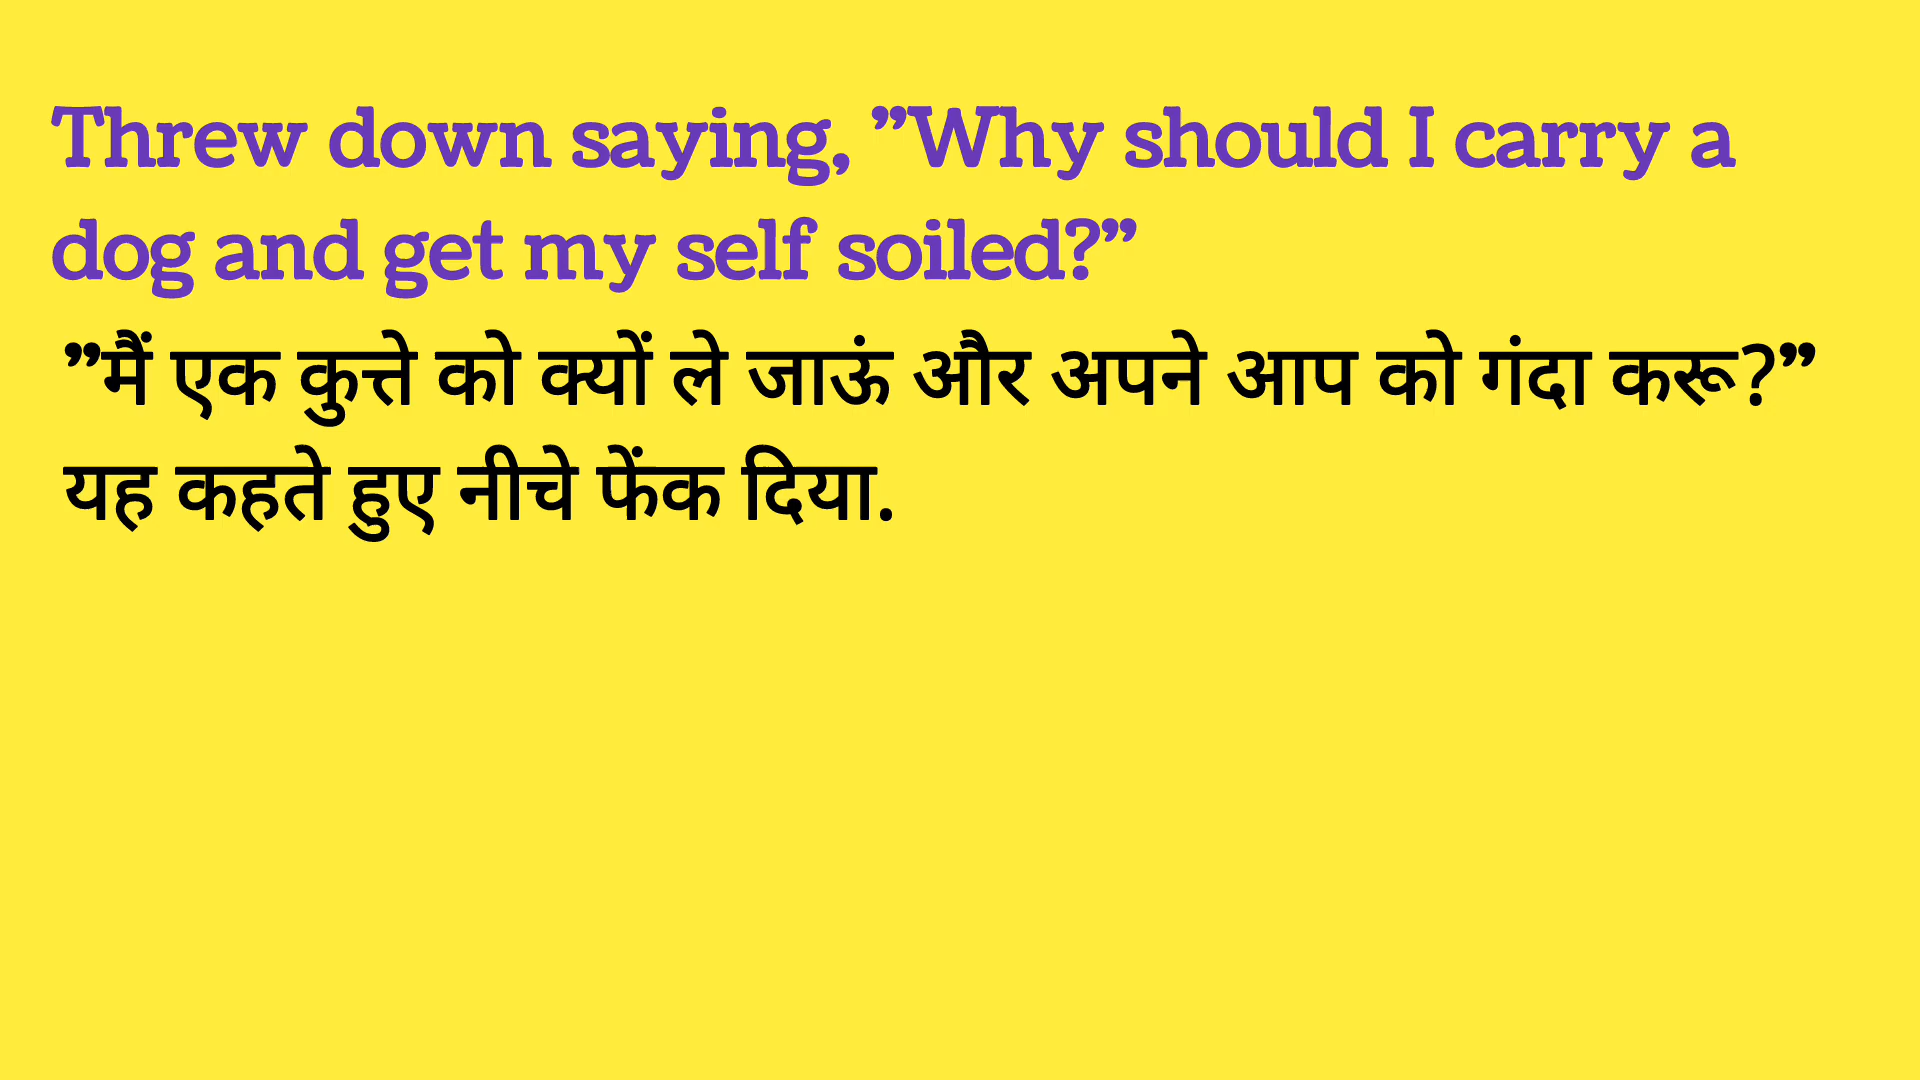 Threw down saying, ”Why should I carry a
dog and get my self soiled?”
”मैं एक कुत्ते को क्यों ले जाऊं और अपने आप को गंदा करू?”
यह कहते हुए नीचे फेंक दिया.